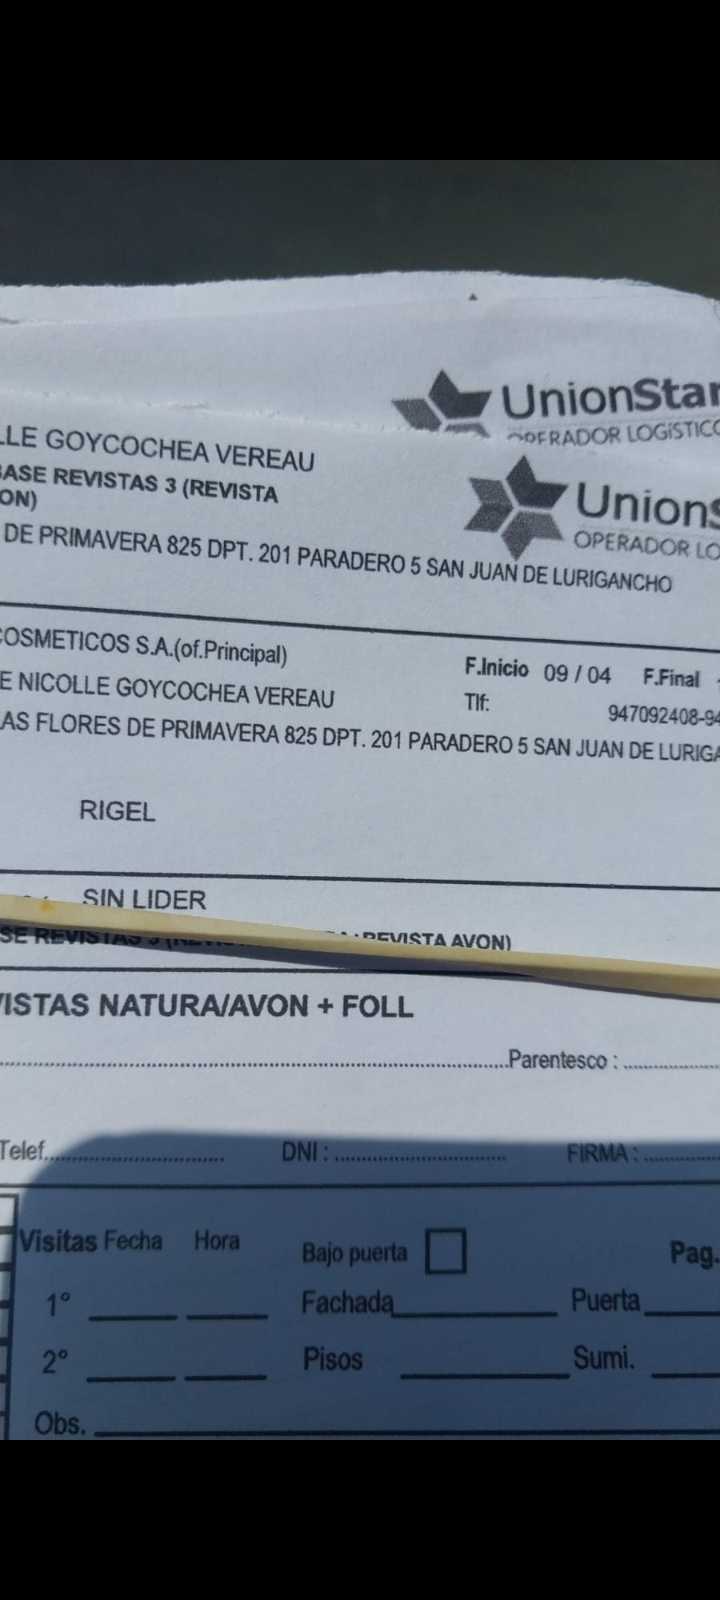 UnionStar
OPERADOR LOGÍSTICO
LLE GOYCOCHEA VEREAU
BASE REVISTAS 3 (REVISTA
ON)
UnionS
OPERADOR LO
DE PRIMAVERA 825 DPT. 201 PARADERO 5 SAN JUAN DE LURIGANCHO
COSMETICOS S.A.(of.Principal)
F.Inicio 09 / 04 F.Final
E NICOLLE GOYCOCHEA VEREAU
Tlf: 947092408-94
LAS FLORES DE PRIMAVERA 825 DPT. 201 PARADERO 5 SAN JUAN DE LURIGA
RIGEL
SIN LIDER
SE REVISTAS 3 REVISTA AVON)
VISTAS NATURA/AVON + FOLL
Parentesco :
Telef. DNI : FIRMA :
Visitas Fecha Hora Bajo puerta Pag.
1° Fachada Puerta
2° Pisos Sumi.
Obs.